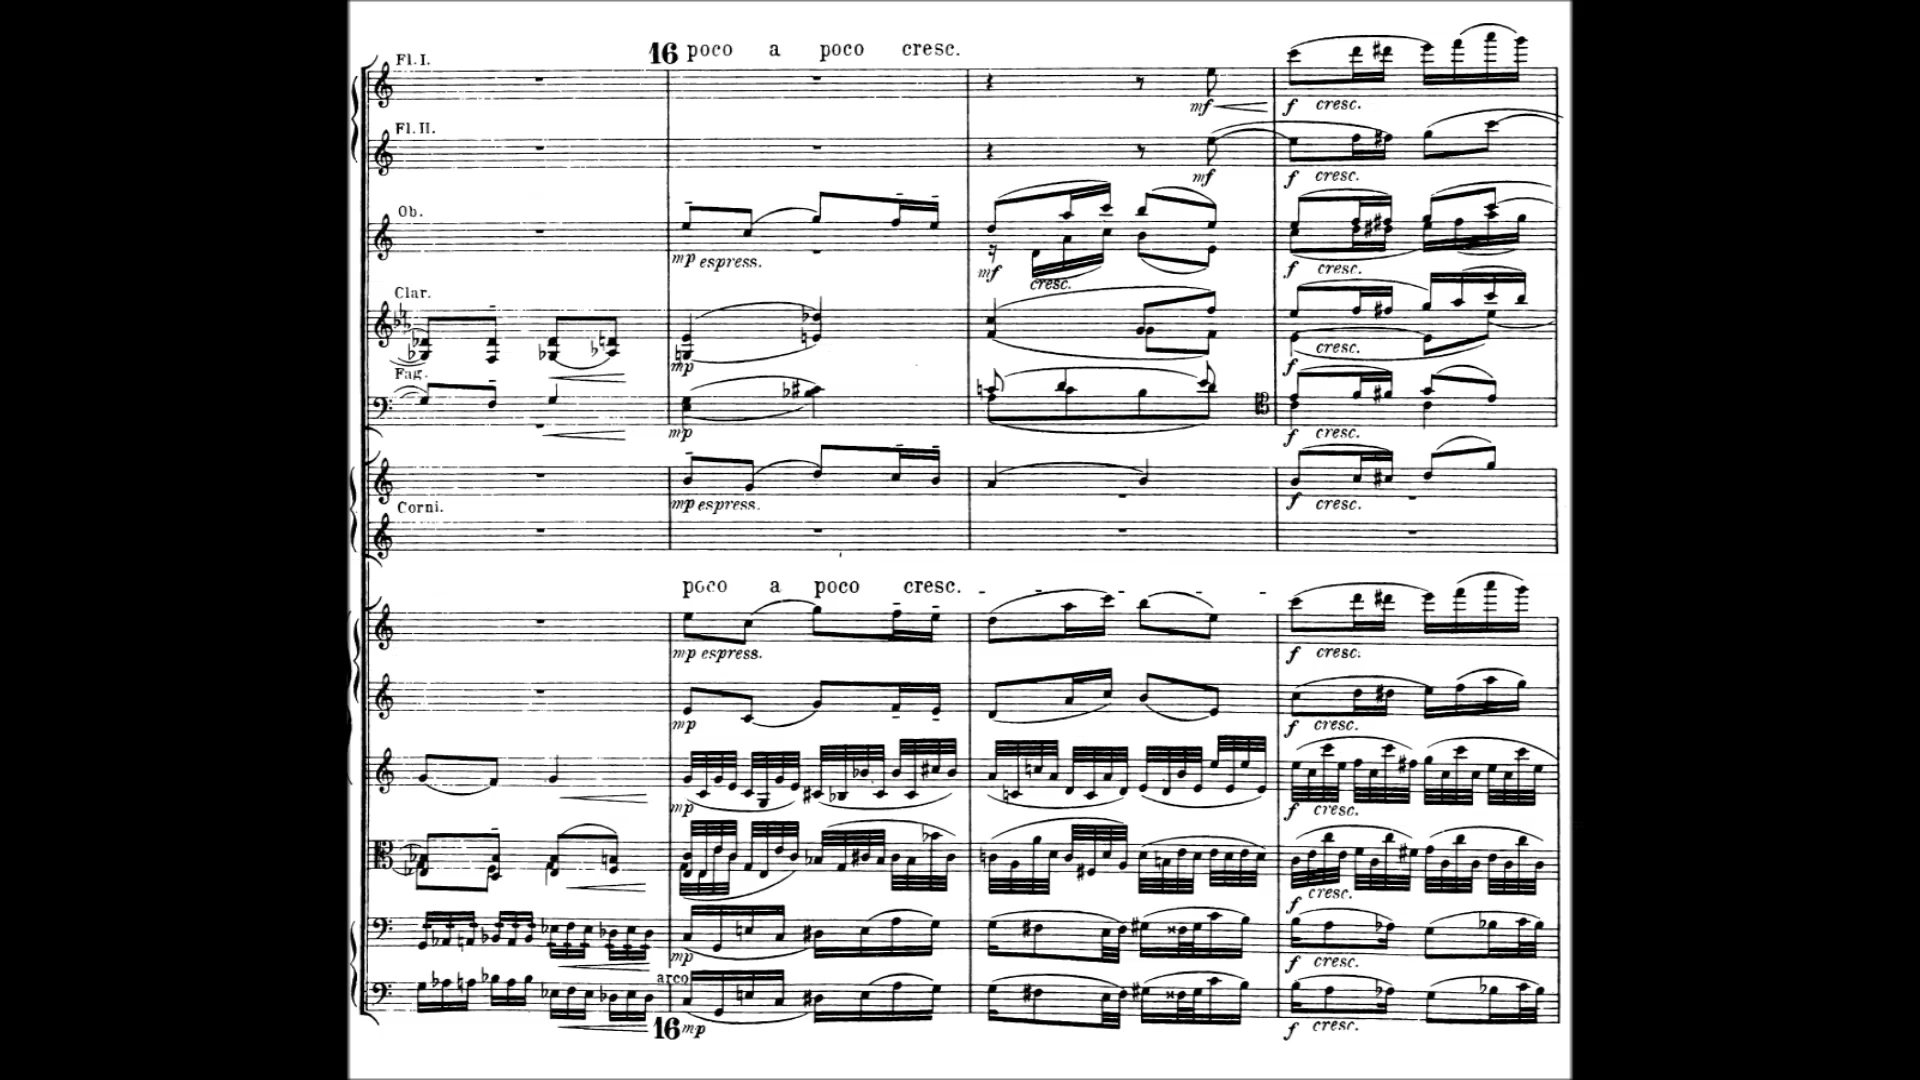 16 poco a poco cresc.
Fl. I.
mf f cresc.
Fl. II.
mf f cresc.
Ob.
mp espress. mf cresc. f cresc.
Clar.
mp f cresc.
Fag.
mp f cresc.
mp espress. f cresc.
Corni.
poco a poco cresc. - - - - -
mp espress. f cresc.
mp f cresc.
mp f cresc.
f cresc.
mp f cresc.
arco
16 mp f cresc.